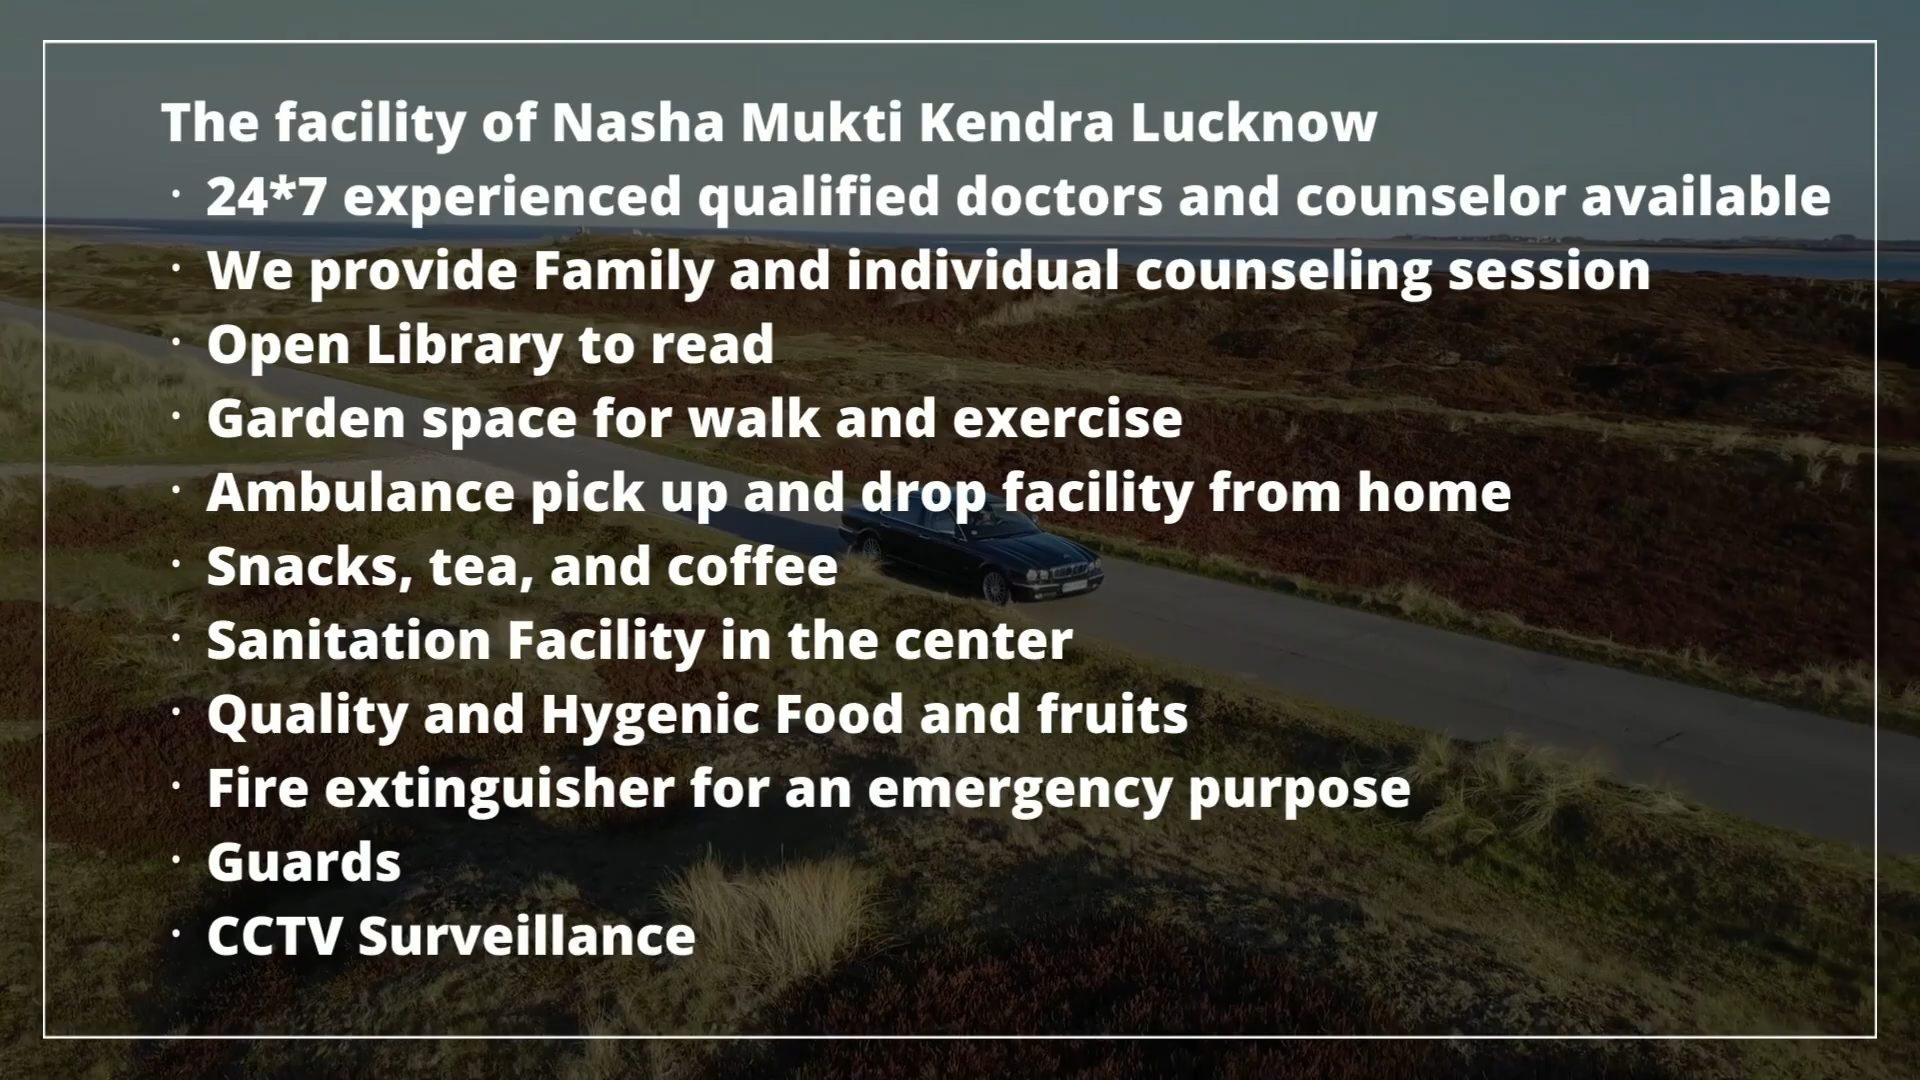 The facility of Nasha Mukti Kendra Lucknow
· 24*7 experienced qualified doctors and counselor available
· We provide Family and individual counseling session
· Open Library to read
· Garden space for walk and exercise
· Ambulance pick up and drop facility from home
· Snacks, tea, and coffee
· Sanitation Facility in the center
· Quality and Hygenic Food and fruits
· Fire extinguisher for an emergency purpose
· Guards
· CCTV Surveillance